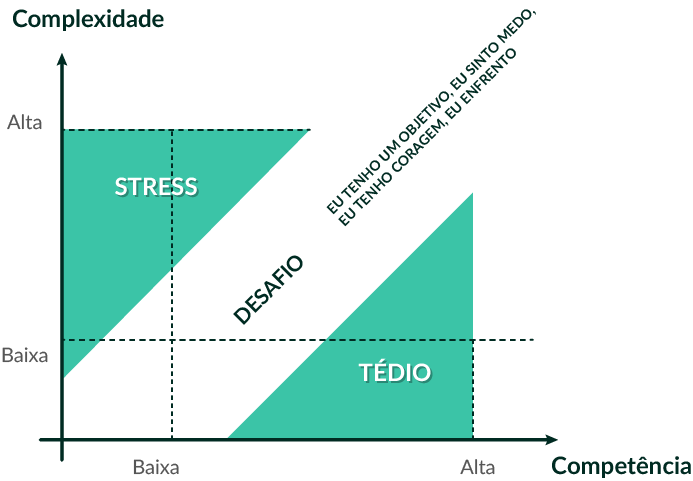 Complexidade
EU TENHO UM OBJETIVO, EU SINTO MEDO,
EU TENHO CORAGEM, EU ENFRENTO
Alta
STRESS
DESAFIO
Baixa
TÉDIO
Baixa
Alta
Competência